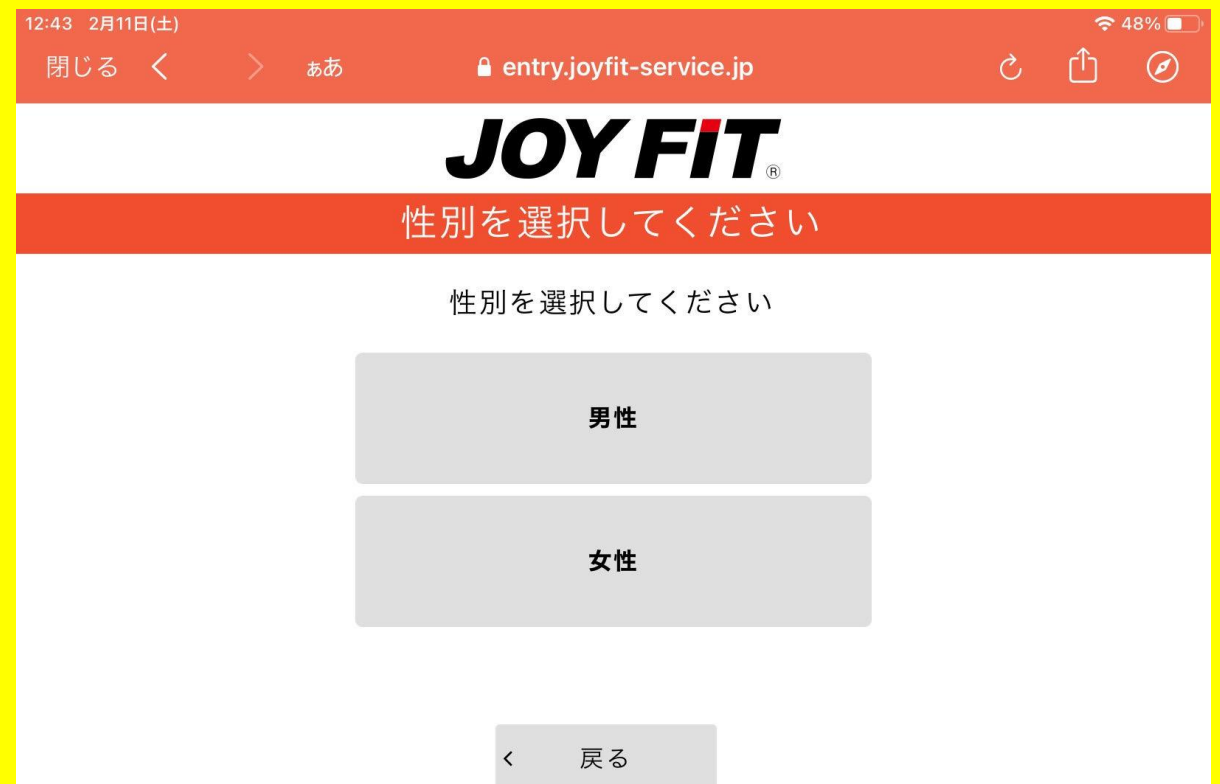 12:43 2月11日(土) 48%
閉じる ぁあ entry.joyfit-service.jp
JOY FiT®
性別を選択してください
性別を選択してください
男性
女性
戻る